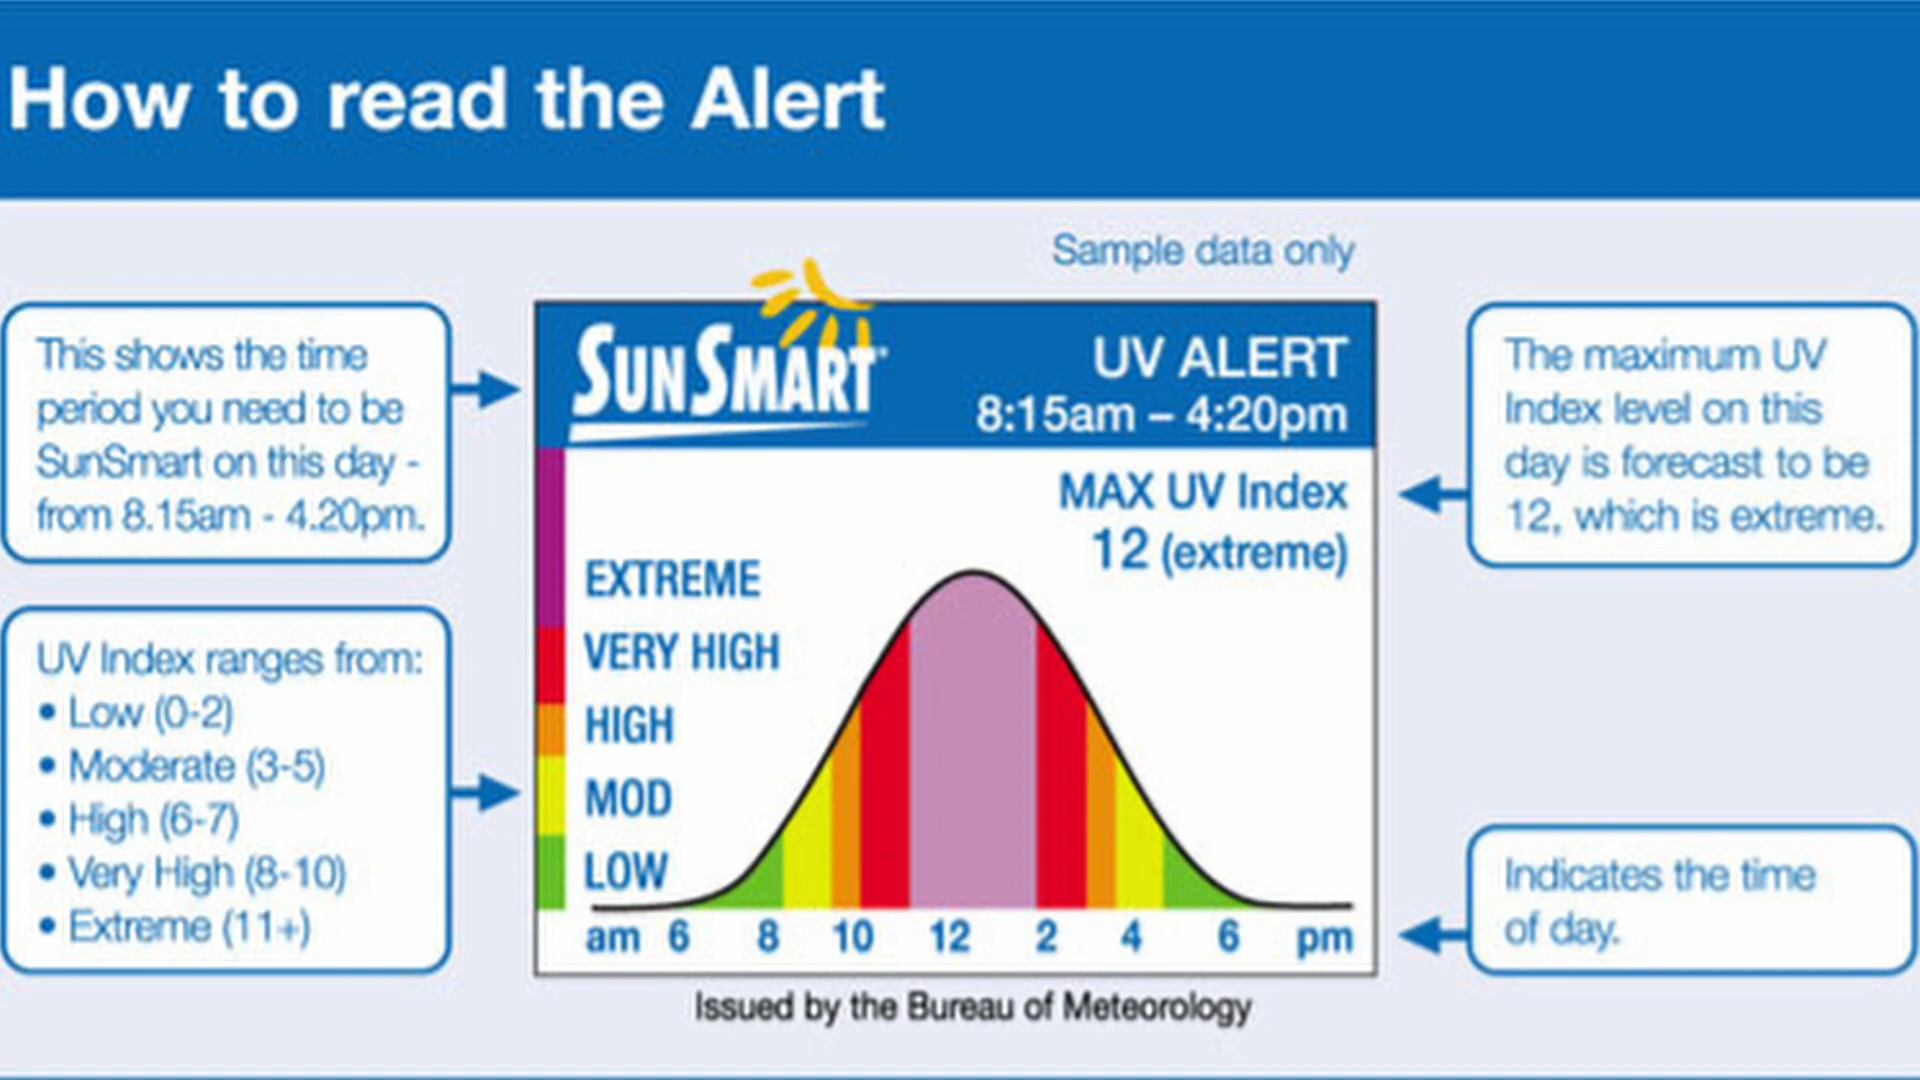 How to read the Alert
Sample data only
This shows the time
period you need to be
SunSmart on this day -
from 8.15am - 4.20pm.
UV Index ranges from:
• Low (0-2)
• Moderate (3-5)
• High (6-7)
• Very High (8-10)
• Extreme (11+)
SUNSMART
UV ALERT
8:15am – 4:20pm
MAX UV Index
12 (extreme)
EXTREME
VERY HIGH
HIGH
MOD
LOW
am 6 8 10 12 2 4 6 pm
Issued by the Bureau of Meteorology
The maximum UV
Index level on this
day is forecast to be
12, which is extreme.
Indicates the time
of day.